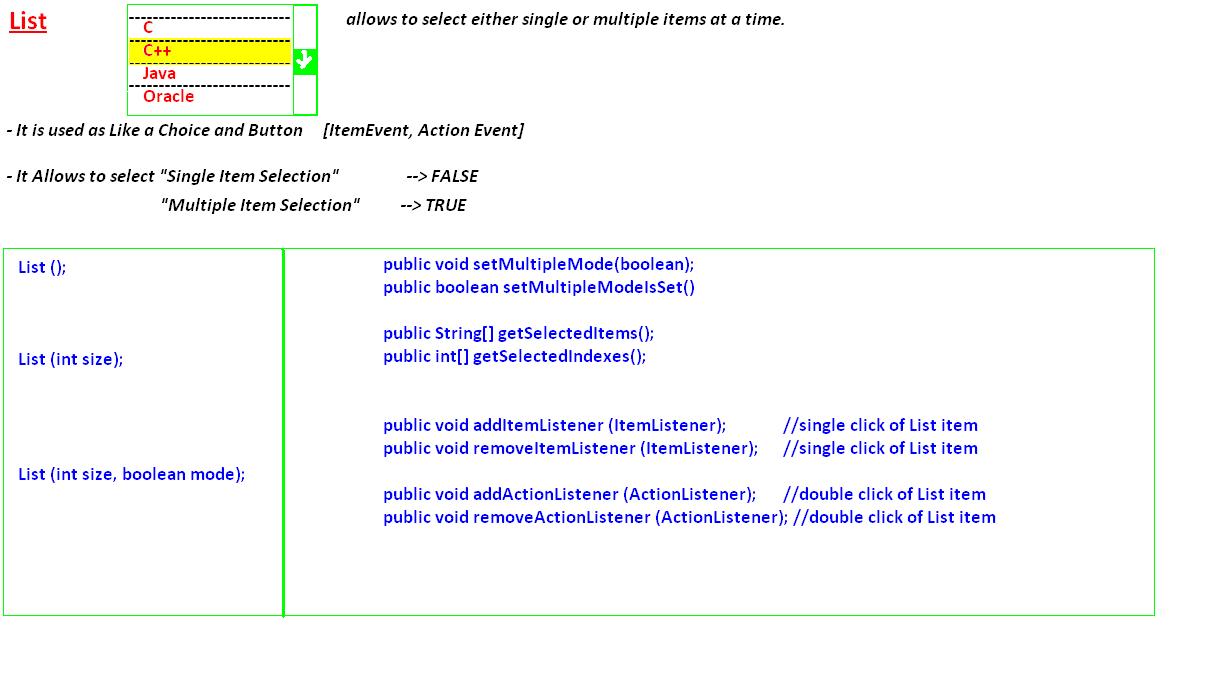 List
allows to select either single or multiple items at a time.
C
C++
Java
Oracle
- It is used as Like a Choice and Button [ItemEvent, Action Event]
- It Allows to select "Single Item Selection" --> FALSE
"Multiple Item Selection" --> TRUE
List ();
List (int size);
List (int size, boolean mode);
public void setMultipleMode(boolean);
public boolean setMultipleModeIsSet()
public String[] getSelectedItems();
public int[] getSelectedIndexes();
public void addItemListener (ItemListener); //single click of List item
public void removeItemListener (ItemListener); //single click of List item
public void addActionListener (ActionListener); //double click of List item
public void removeActionListener (ActionListener); //double click of List item